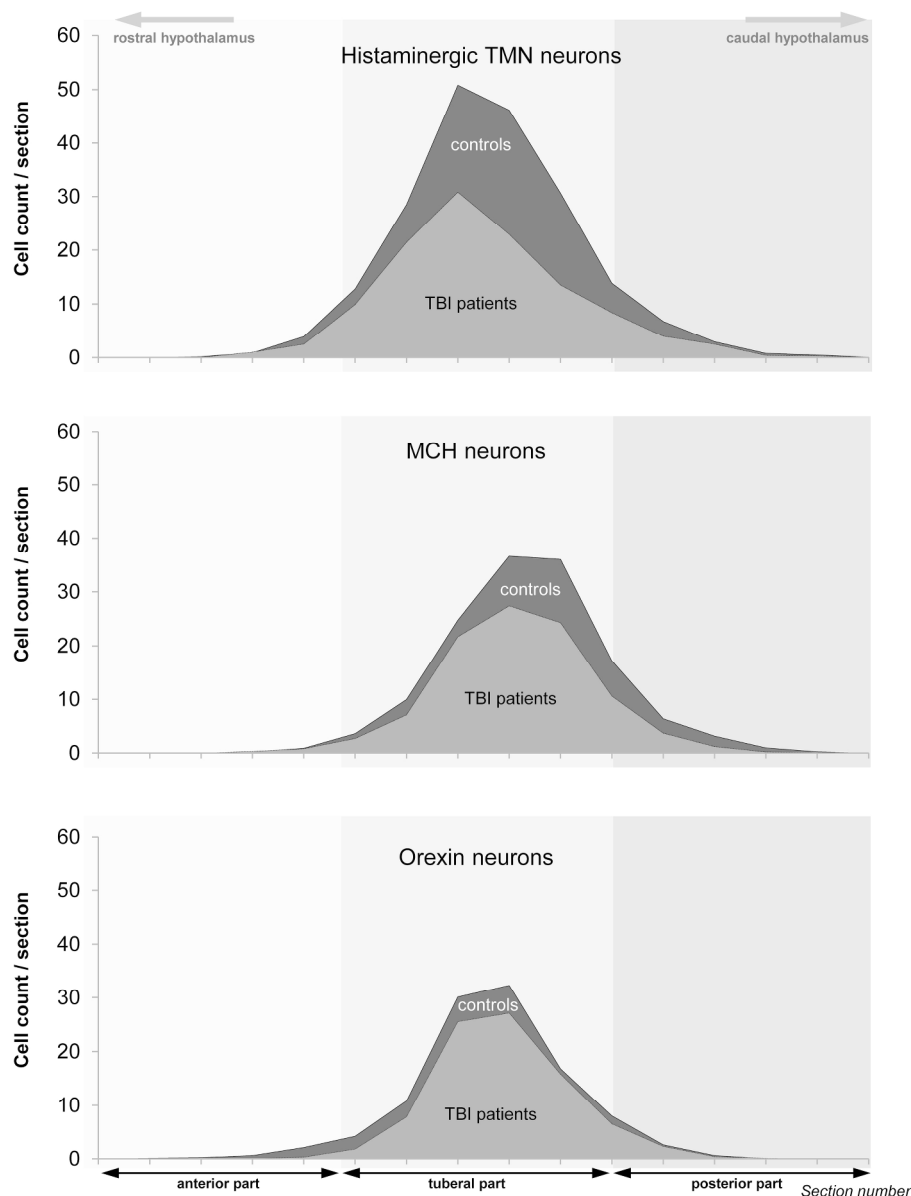 rostral hypothalamus
caudal hypothalamus
Histaminergic TMN neurons
Cell count / section
60
50
40
30
20
10
0
controls
TBI patients
MCH neurons
Cell count / section
60
50
40
30
20
10
0
controls
TBI patients
Orexin neurons
Cell count / section
60
50
40
30
20
10
0
controls
TBI patients
anterior part
tuberal part
posterior part
Section number